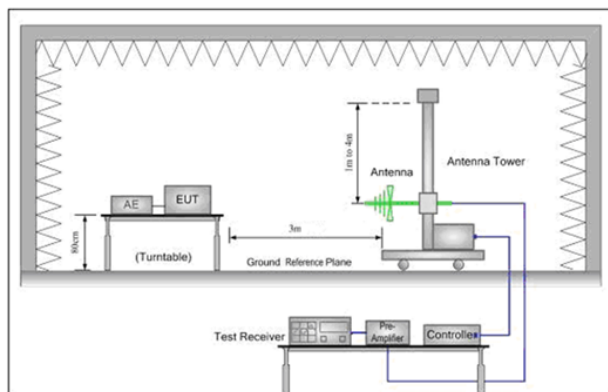 1m to 4m
Antenna
Antenna Tower
AE
EUT
80cm
(Turntable)
3m
Ground Reference Plane
Test Receiver
Pre-
Amplifier
Controller